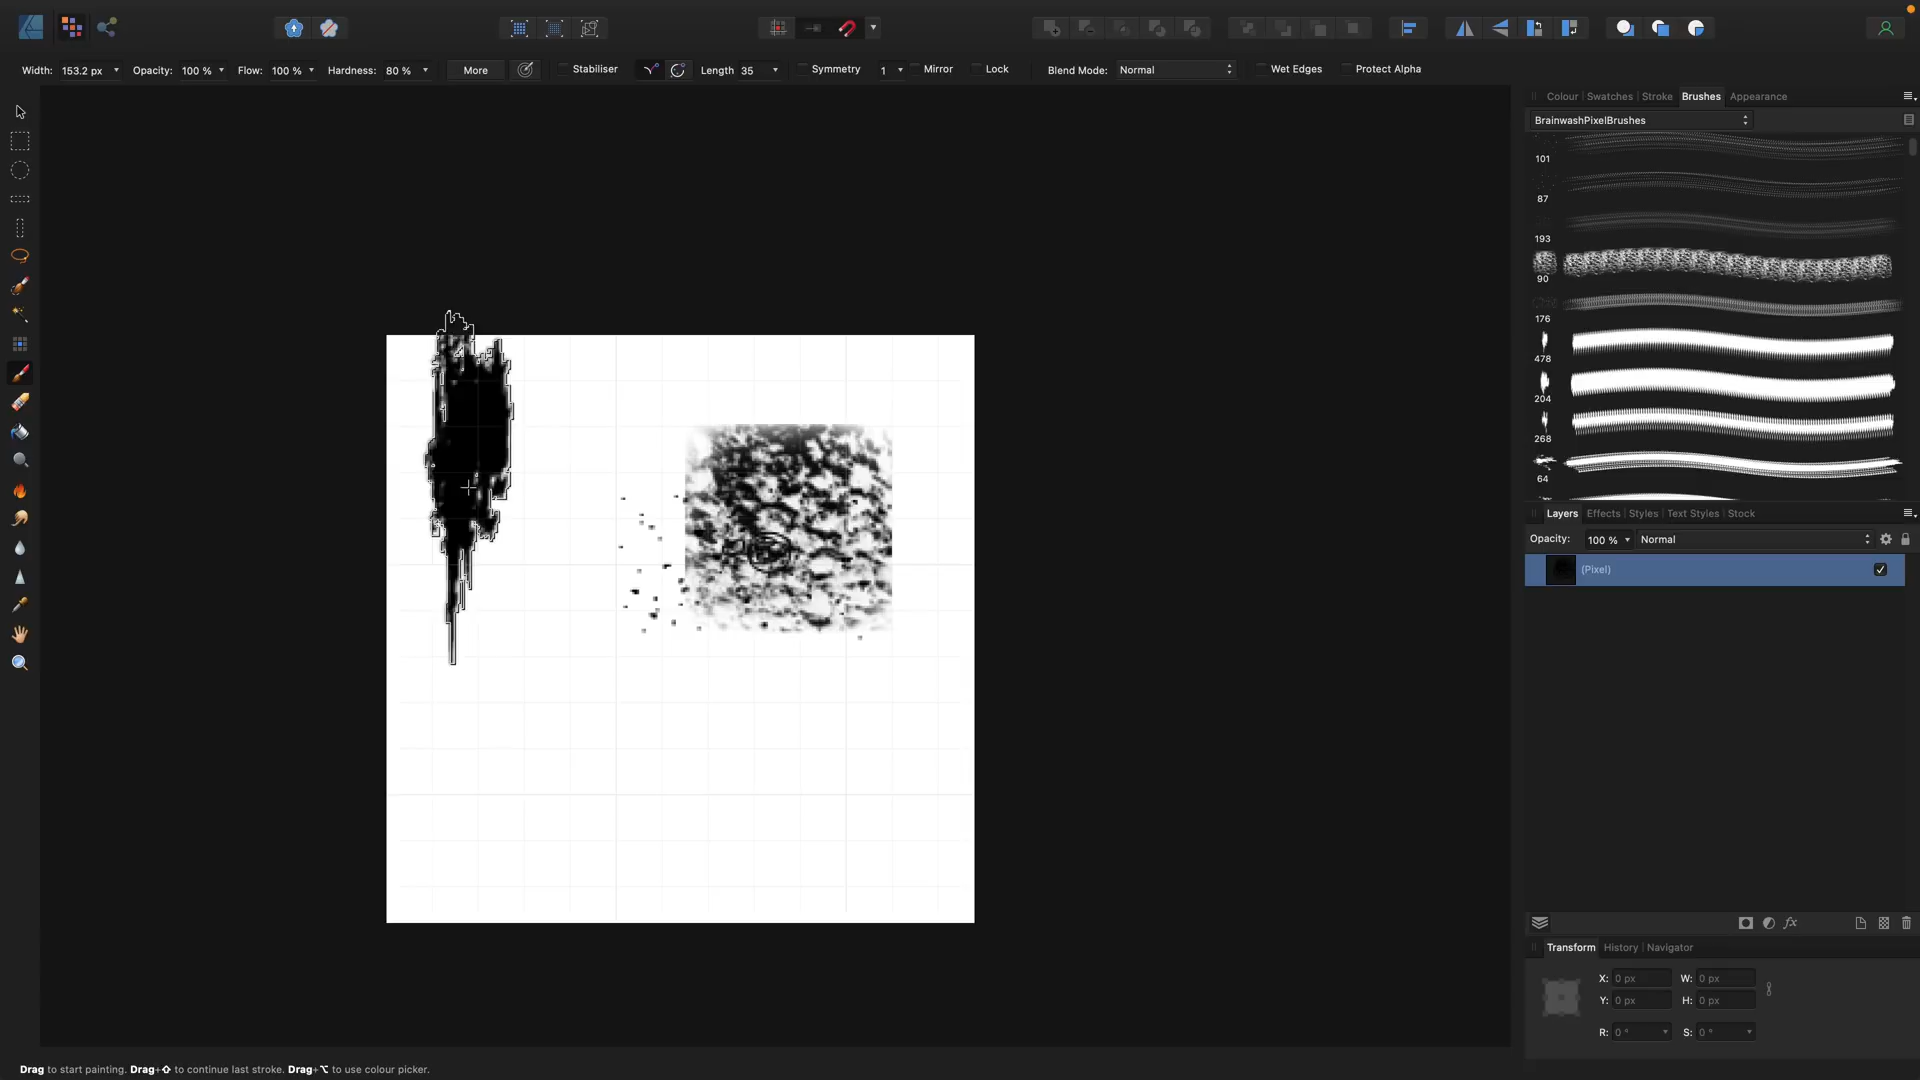 Width: 153.2 px Opacity: 100 % Flow: 100 % Hardness: 80 % More Stabiliser Length 35 Symmetry 1 Mirror Lock Blend Mode: Normal Wet Edges Protect Alpha
Colour Swatches Stroke Brushes Appearance
BrainwashPixelBrushes
101
87
193
90
176
478
204
268
64
Layers Effects Styles Text Styles Stock
Opacity: 100 % Normal
(Pixel)
fx
Transform History Navigator
X: 0 px W: 0 px
Y: 0 px H: 0 px
R: 0 ° S: 0 °
Drag to start painting. Drag+⇧ to continue last stroke. Drag+⌥ to use colour picker.